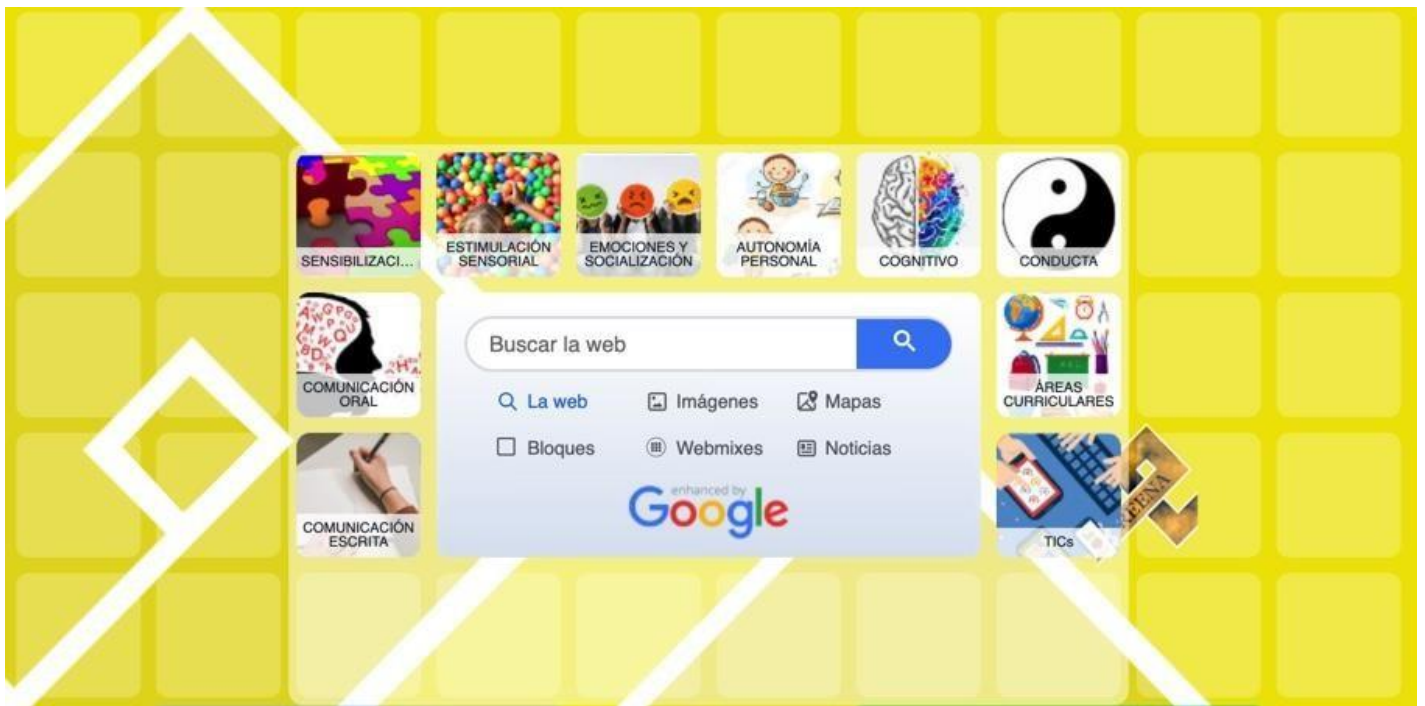 SENSIBILIZACI...
ESTIMULACIÓN
SENSORIAL
EMOCIONES Y
SOCIALIZACIÓN
AUTONOMÍA
PERSONAL
COGNITIVO
CONDUCTA
COMUNICACIÓN
ORAL
Buscar la web
La web
Imágenes
Mapas
Bloques
Webmixes
Noticias
enhanced by
Google
ÁREAS
CURRICULARES
COMUNICACIÓN
ESCRITA
TICs
CREENA